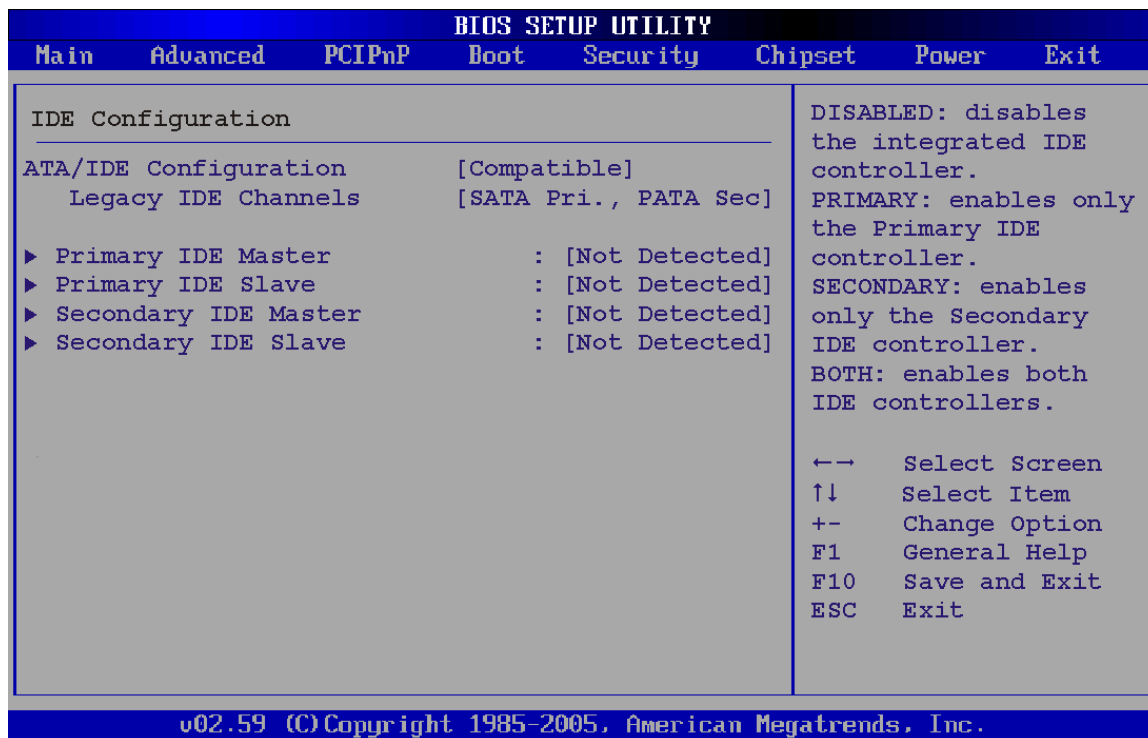 BIOS SETUP UTILITY
Main Advanced PCIPnP Boot Security Chipset Power Exit
IDE Configuration
ATA/IDE Configuration [Compatible]
Legacy IDE Channels [SATA Pri., PATA Sec]
▶ Primary IDE Master : [Not Detected]
▶ Primary IDE Slave : [Not Detected]
▶ Secondary IDE Master : [Not Detected]
▶ Secondary IDE Slave : [Not Detected]
DISABLED: disables
the integrated IDE
controller.
PRIMARY: enables only
the Primary IDE
controller.
SECONDARY: enables
only the Secondary
IDE controller.
BOTH: enables both
IDE controllers.
←→ Select Screen
↑↓ Select Item
+- Change Option
F1 General Help
F10 Save and Exit
ESC Exit
v02.59 (C)Copyright 1985-2005, American Megatrends, Inc.